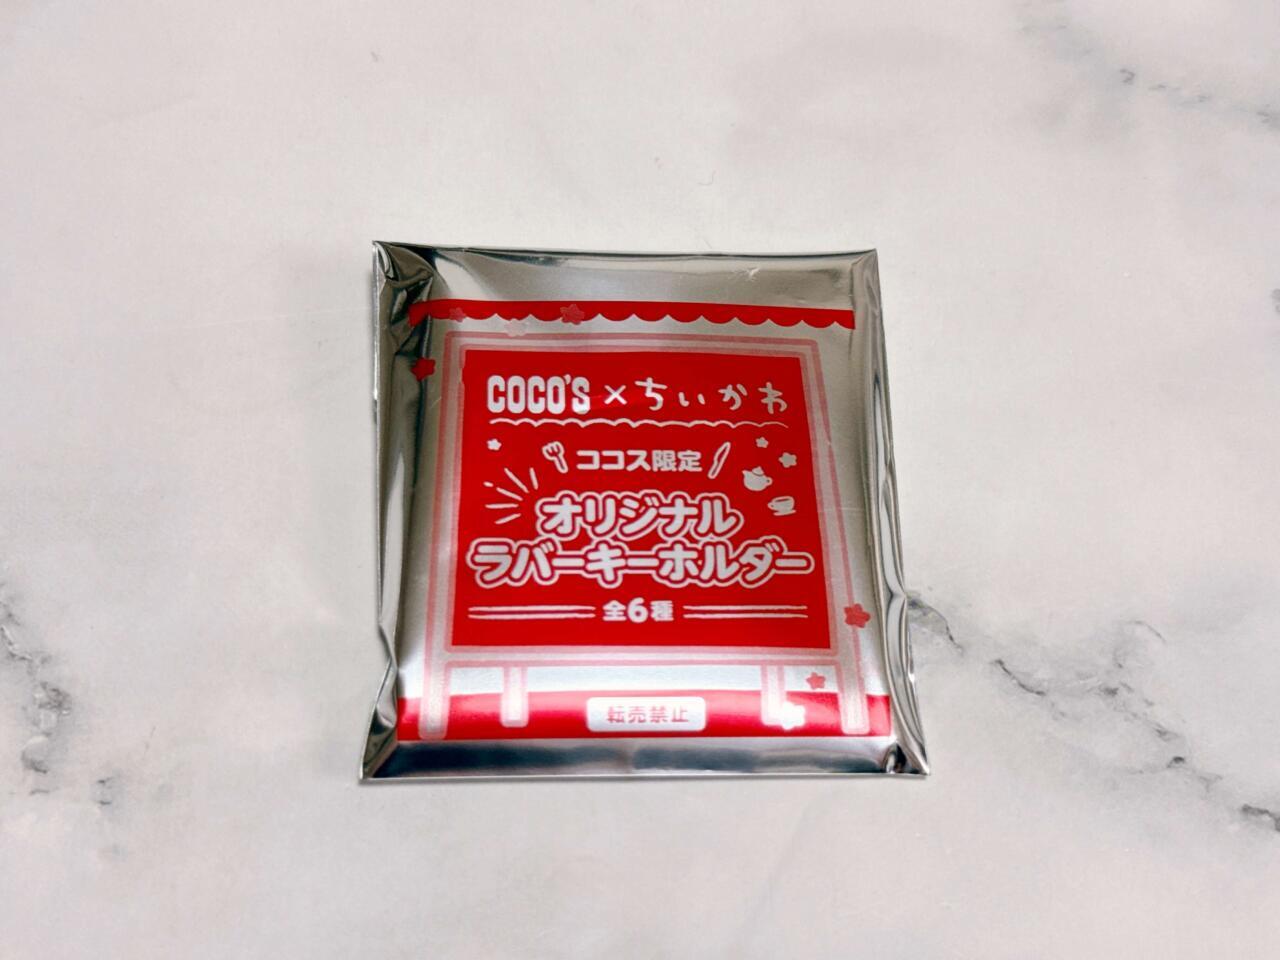 COCO'S × ちいかわ
ココス限定
オリジナル
ラバーキーホルダー
全6種
転売禁止